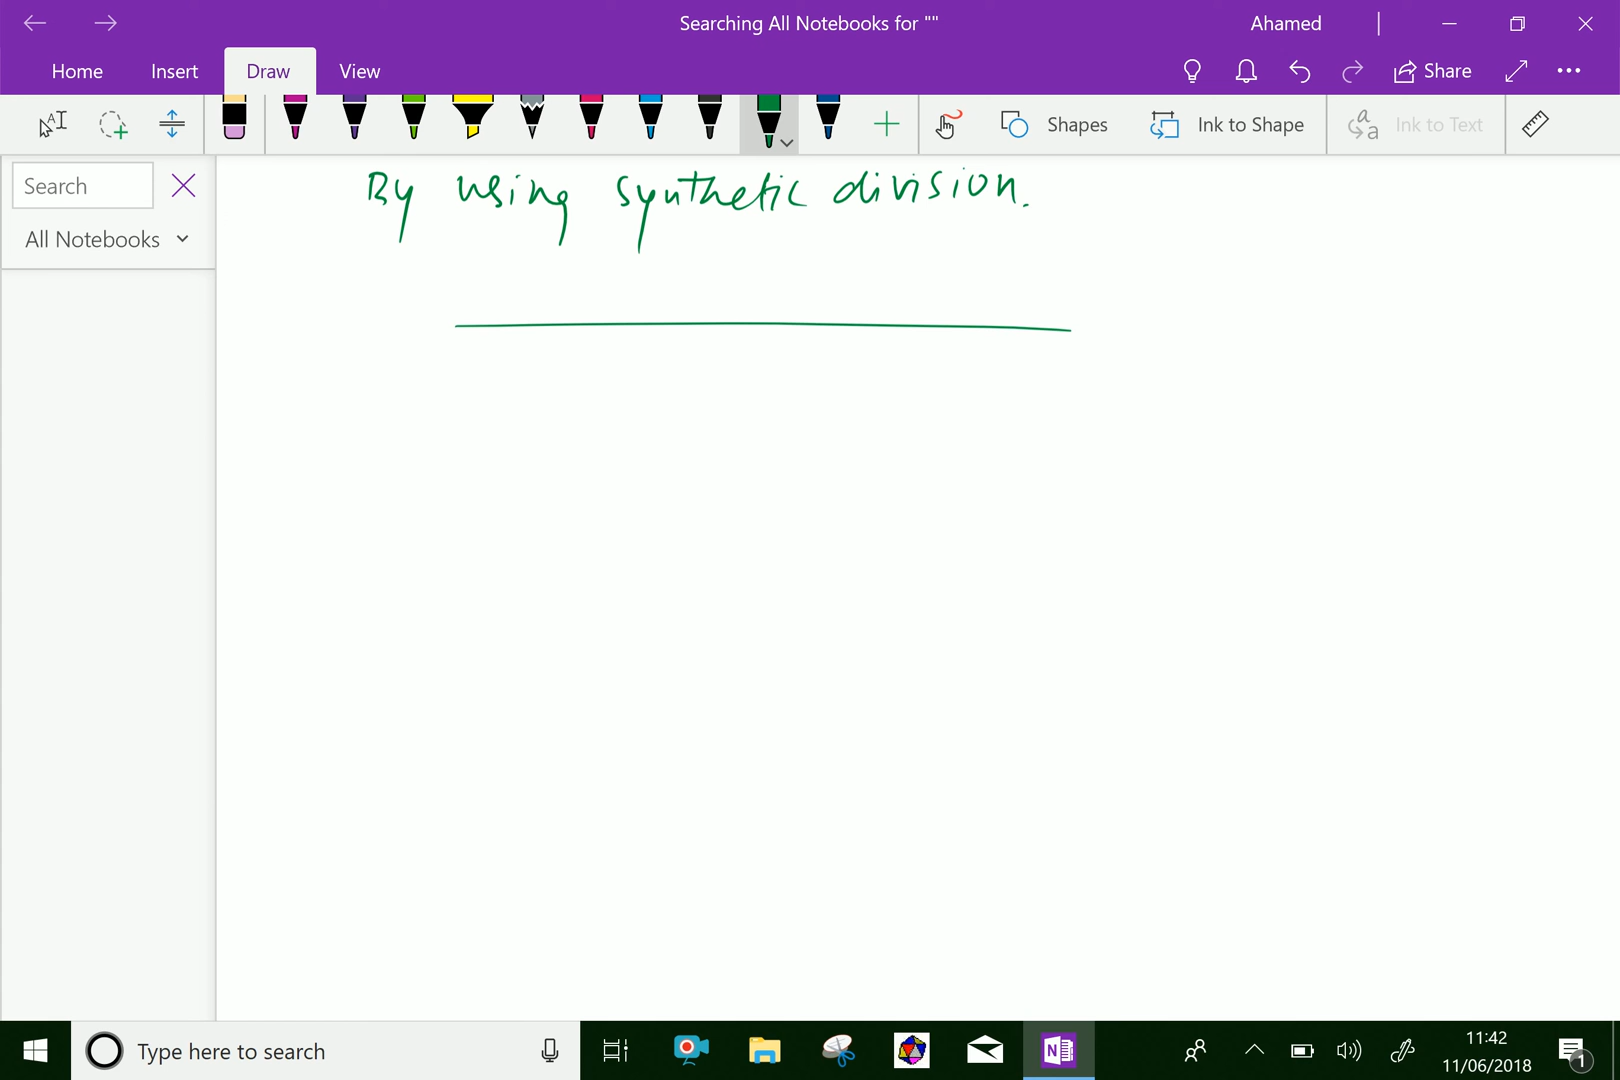 Searching All Notebooks for ""
Ahamed
Home Insert Draw View
Share
Shapes
Ink to Shape
Ink to Text
Search
All Notebooks
By using synthetic division.
Type here to search
11:42
11/06/2018
1